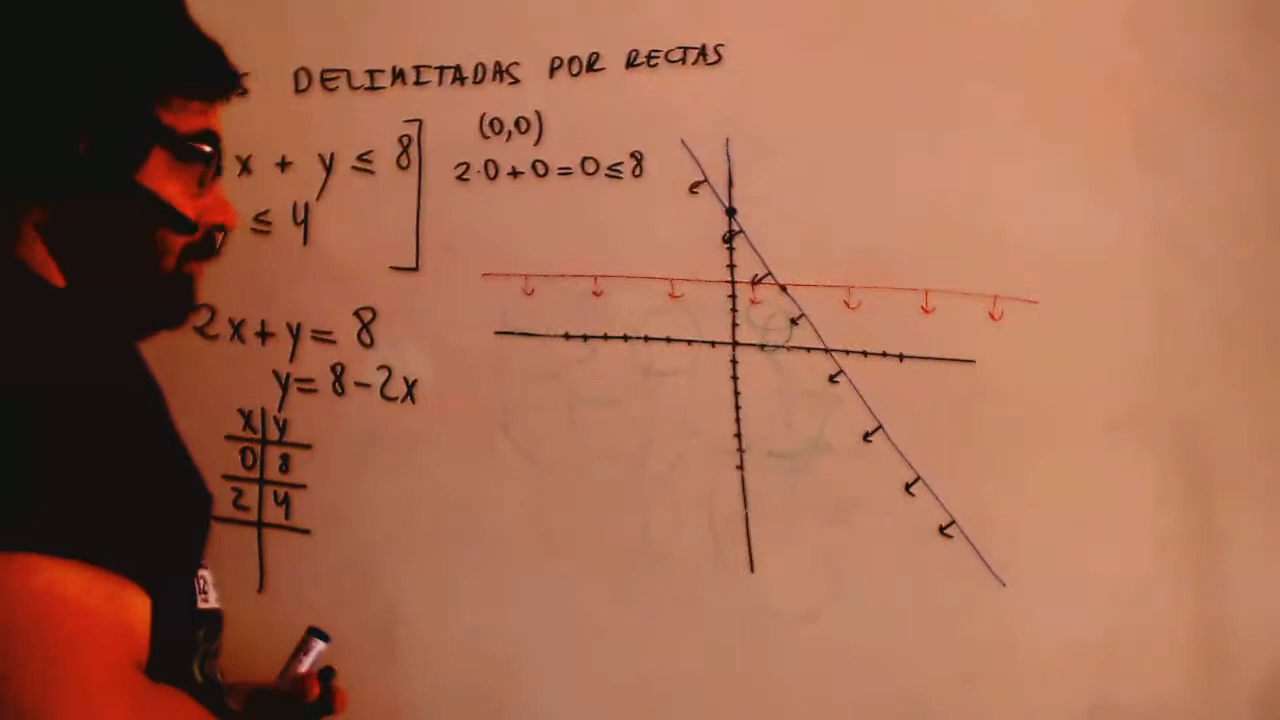 DELIMITADAS POR RECTAS
(0,0)
x + y ≤ 8
2·0+0=0≤8
≤ 4
2x+y=8
y=8-2x
x y
0 8
2 4